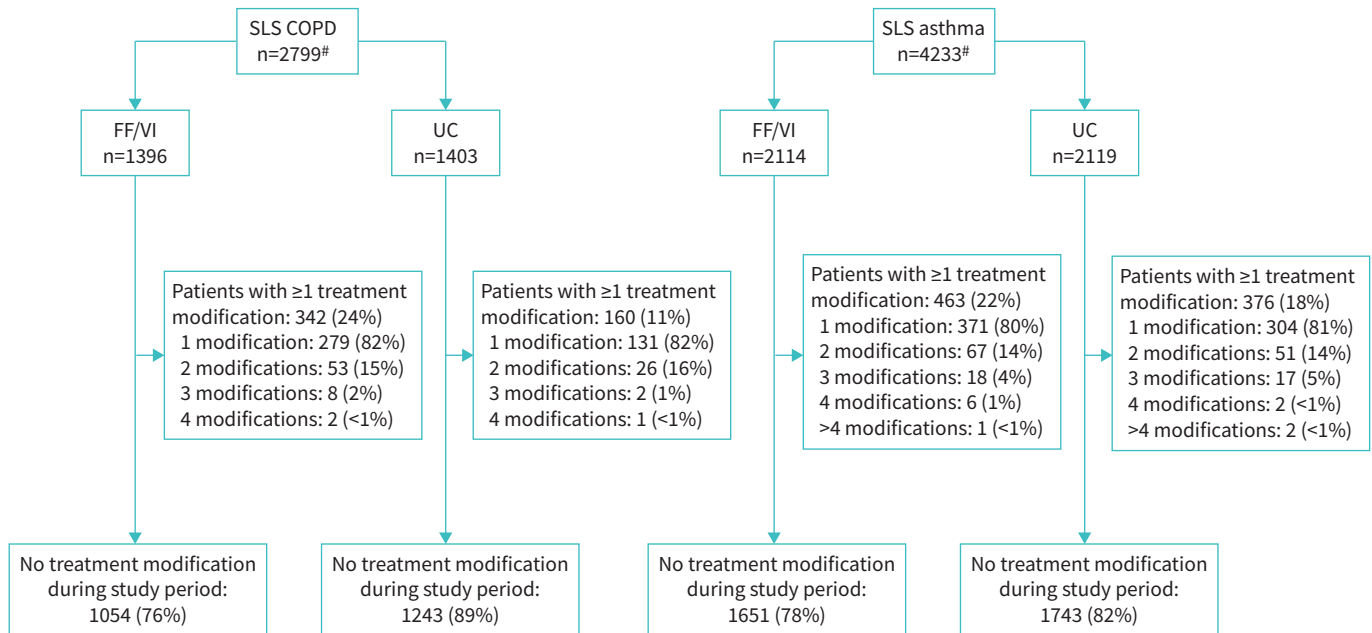 SLS COPD
n=2799#
SLS asthma
n=4233#
FF/VI
n=1396
UC
n=1403
FF/VI
n=2114
UC
n=2119
Patients with ≥1 treatment
modification: 342 (24%)
1 modification: 279 (82%)
2 modifications: 53 (15%)
3 modifications: 8 (2%)
4 modifications: 2 (<1%)
Patients with ≥1 treatment
modification: 160 (11%)
1 modification: 131 (82%)
2 modifications: 26 (16%)
3 modifications: 2 (1%)
4 modifications: 1 (<1%)
Patients with ≥1 treatment
modification: 463 (22%)
1 modification: 371 (80%)
2 modifications: 67 (14%)
3 modifications: 18 (4%)
4 modifications: 6 (1%)
>4 modifications: 1 (<1%)
Patients with ≥1 treatment
modification: 376 (18%)
1 modification: 304 (81%)
2 modifications: 51 (14%)
3 modifications: 17 (5%)
4 modifications: 2 (<1%)
>4 modifications: 2 (<1%)
No treatment modification
during study period:
1054 (76%)
No treatment modification
during study period:
1243 (89%)
No treatment modification
during study period:
1651 (78%)
No treatment modification
during study period:
1743 (82%)